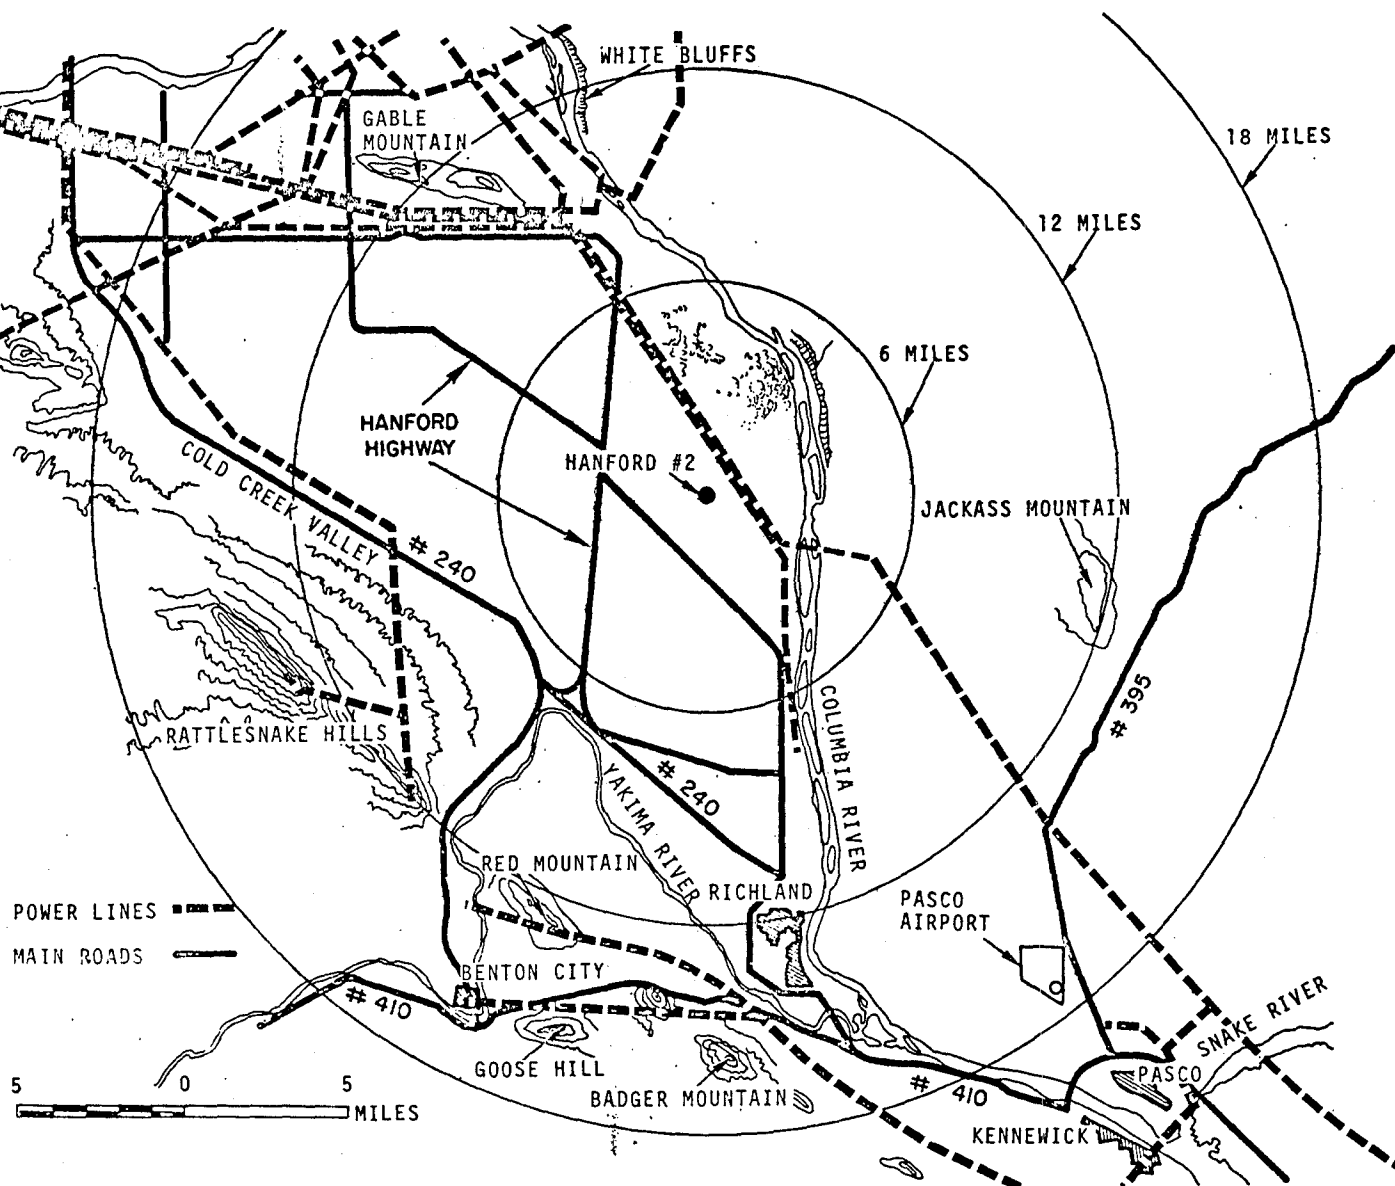 WHITE BLUFFS
GABLE
MOUNTAIN
18 MILES
12 MILES
6 MILES
HANFORD
HIGHWAY
HANFORD #2
COLD CREEK VALLEY
# 240
JACKASS MOUNTAIN
# 395
RATTLESNAKE HILLS
COLUMBIA RIVER
# 240
YAKIMA RIVER
RED MOUNTAIN
RICHLAND
PASCO
AIRPORT
POWER LINES
MAIN ROADS
BENTON CITY
# 410
SNAKE RIVER
GOOSE HILL
PASCO
BADGER MOUNTAIN
# 410
KENNEWICK
5 0 5
MILES